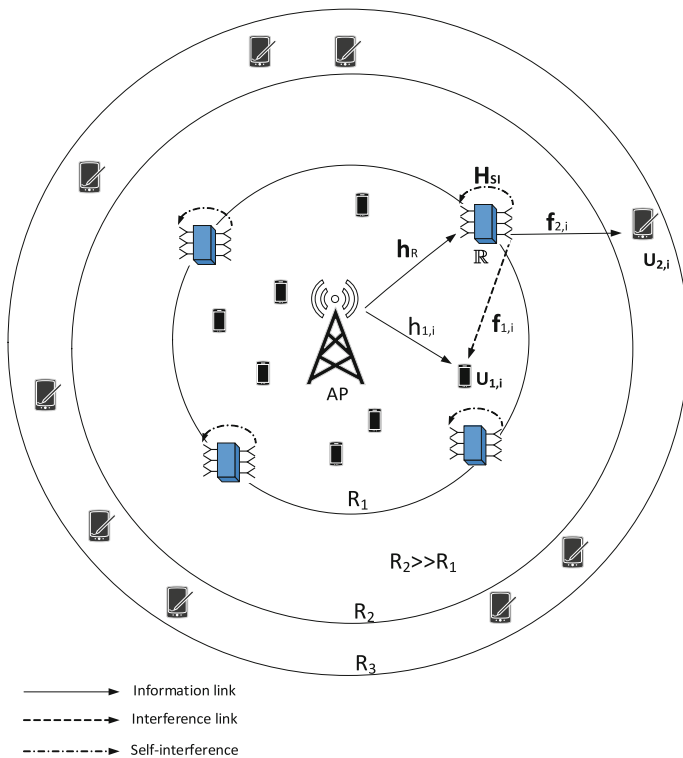 H_SI
f_2,i
h_R
ℝ
U_2,i
h_1,i
f_1,i
U_1,i
AP
R_1
R_2>>R_1
R_2
R_3
Information link
Interference link
Self-interference